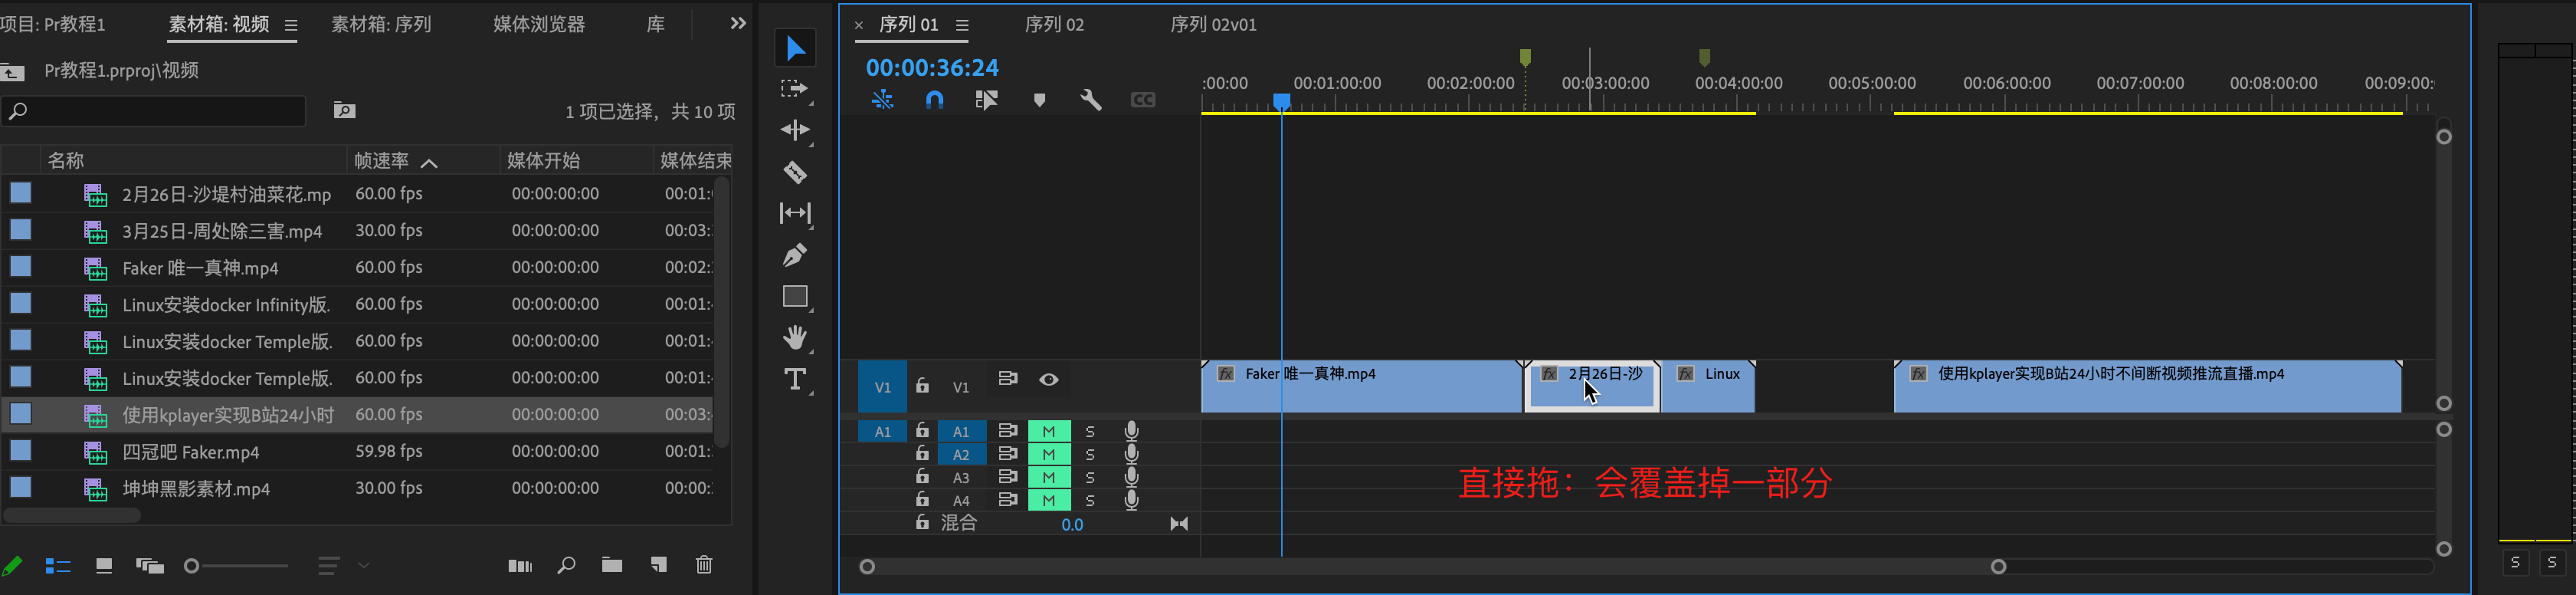 项目: Pr教程1
素材箱: 视频
素材箱: 序列
媒体浏览器
库
Pr教程1.prproj\视频
1 项已选择，共 10 项
名称 帧速率 媒体开始 媒体结束
2月26日-沙堤村油菜花.mp 60.00 fps 00:00:00:00 00:01:
3月25日-周处除三害.mp4 30.00 fps 00:00:00:00 00:03:
Faker 唯一真神.mp4 60.00 fps 00:00:00:00 00:02:
Linux安装docker Infinity版. 60.00 fps 00:00:00:00 00:01:
Linux安装docker Temple版. 60.00 fps 00:00:00:00 00:01:
Linux安装docker Temple版. 60.00 fps 00:00:00:00 00:01:
使用kplayer实现B站24小时 60.00 fps 00:00:00:00 00:03:
四冠吧 Faker.mp4 59.98 fps 00:00:00:00 00:01:
坤坤黑影素材.mp4 30.00 fps 00:00:00:00 00:00:
T
× 序列 01
序列 02
序列 02v01
00:00:36:24
CC
:00:00 00:01:00:00 00:02:00:00 00:03:00:00 00:04:00:00 00:05:00:00 00:06:00:00 00:07:00:00 00:08:00:00 00:09:00:
V1 V1
fx Faker 唯一真神.mp4
fx 2月26日-沙
fx Linux
fx 使用kplayer实现B站24小时不间断视频推流直播.mp4
A1 A1 M S
A2 M S
A3 M S
A4 M S
混合 0.0
直接拖：会覆盖掉一部分
S S